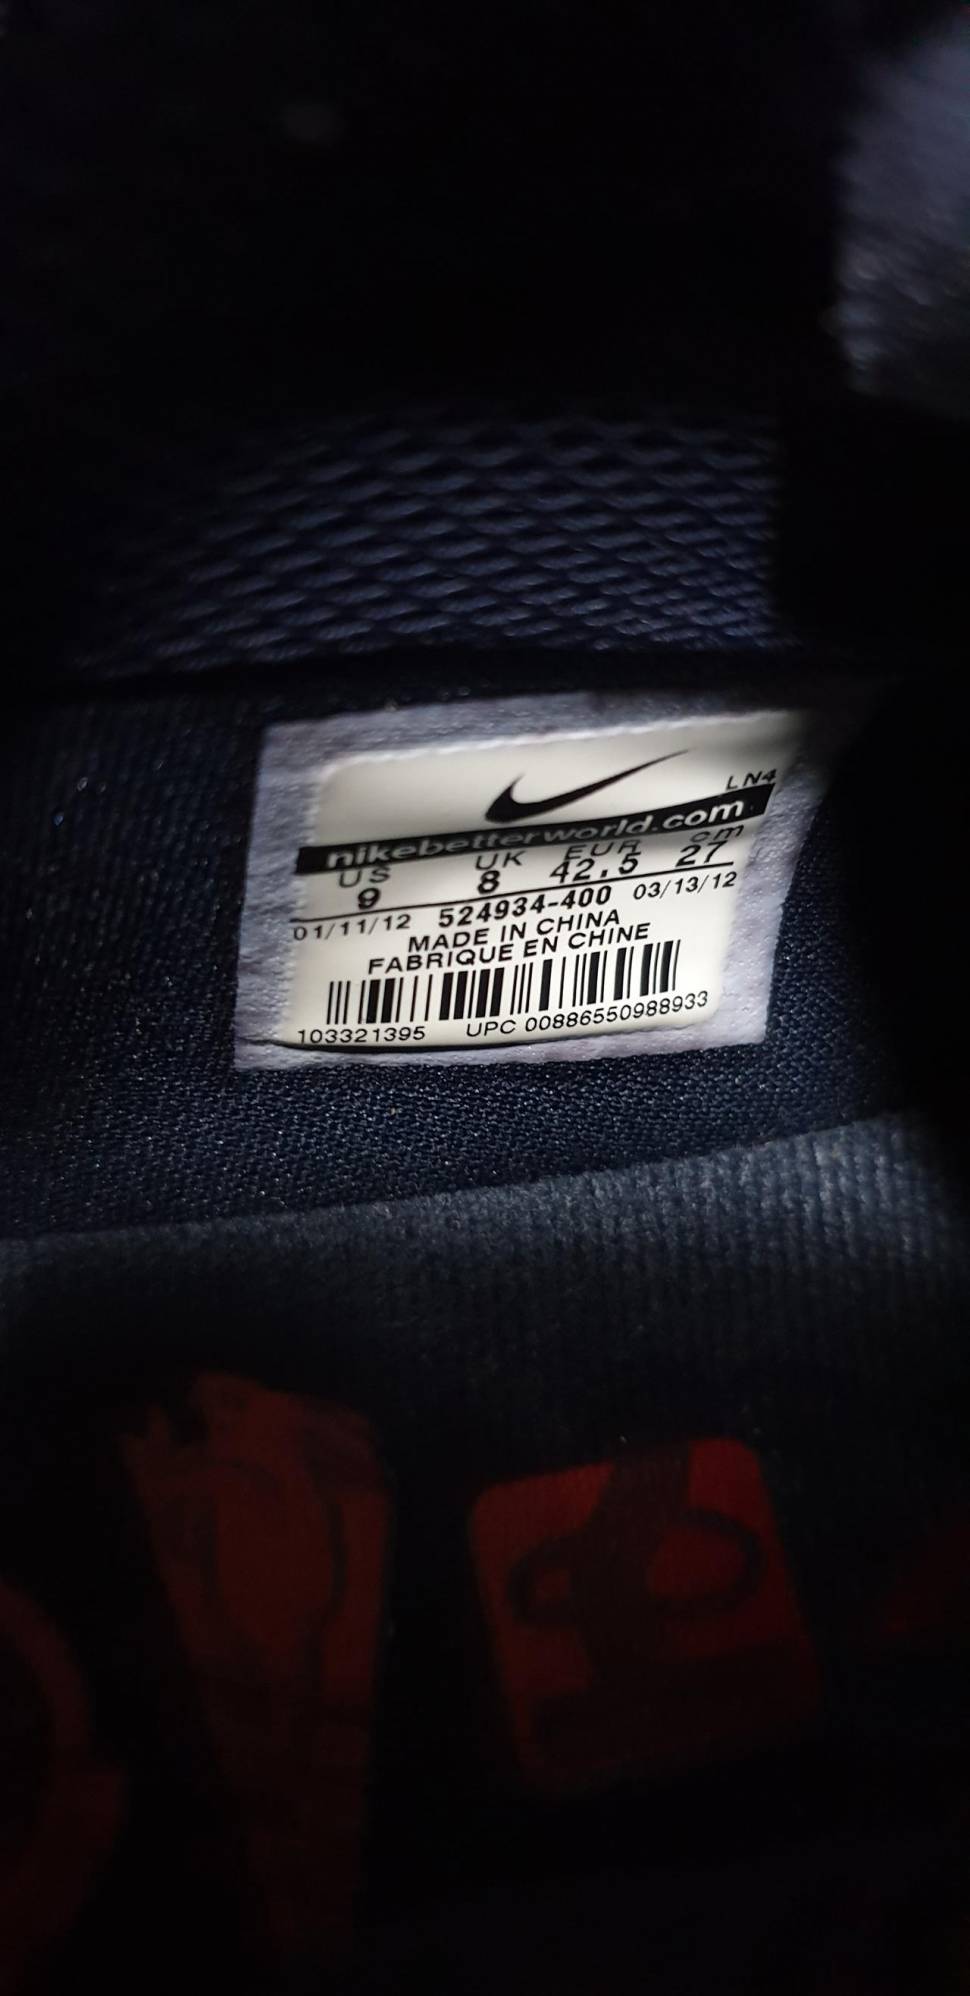 LN4
nikebetterworld.com
US UK EUR cm
9 8 42.5 27
01/11/12 524934-400 03/13/12
MADE IN CHINA
FABRIQUE EN CHINE
103321395 UPC 00886550988933